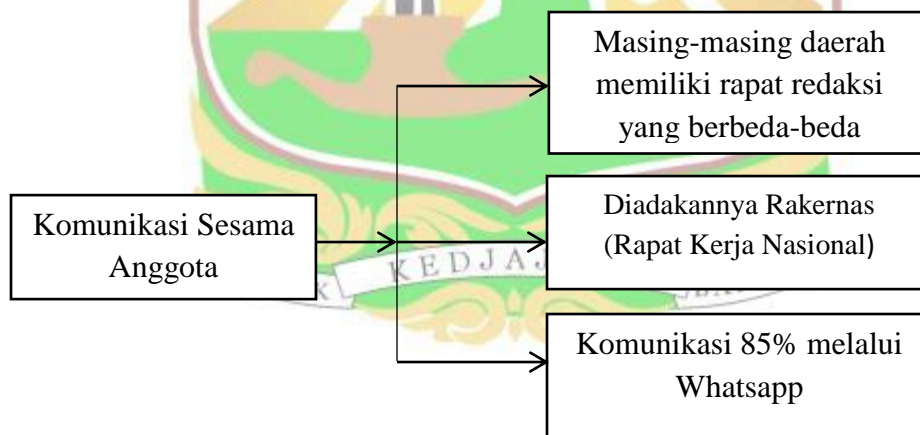 Masing-masing daerah
memiliki rapat redaksi
yang berbeda-beda
Komunikasi Sesama
Anggota
Diadakannya Rakernas
(Rapat Kerja Nasional)
KEDJAJ
Komunikasi 85% melalui
Whatsapp